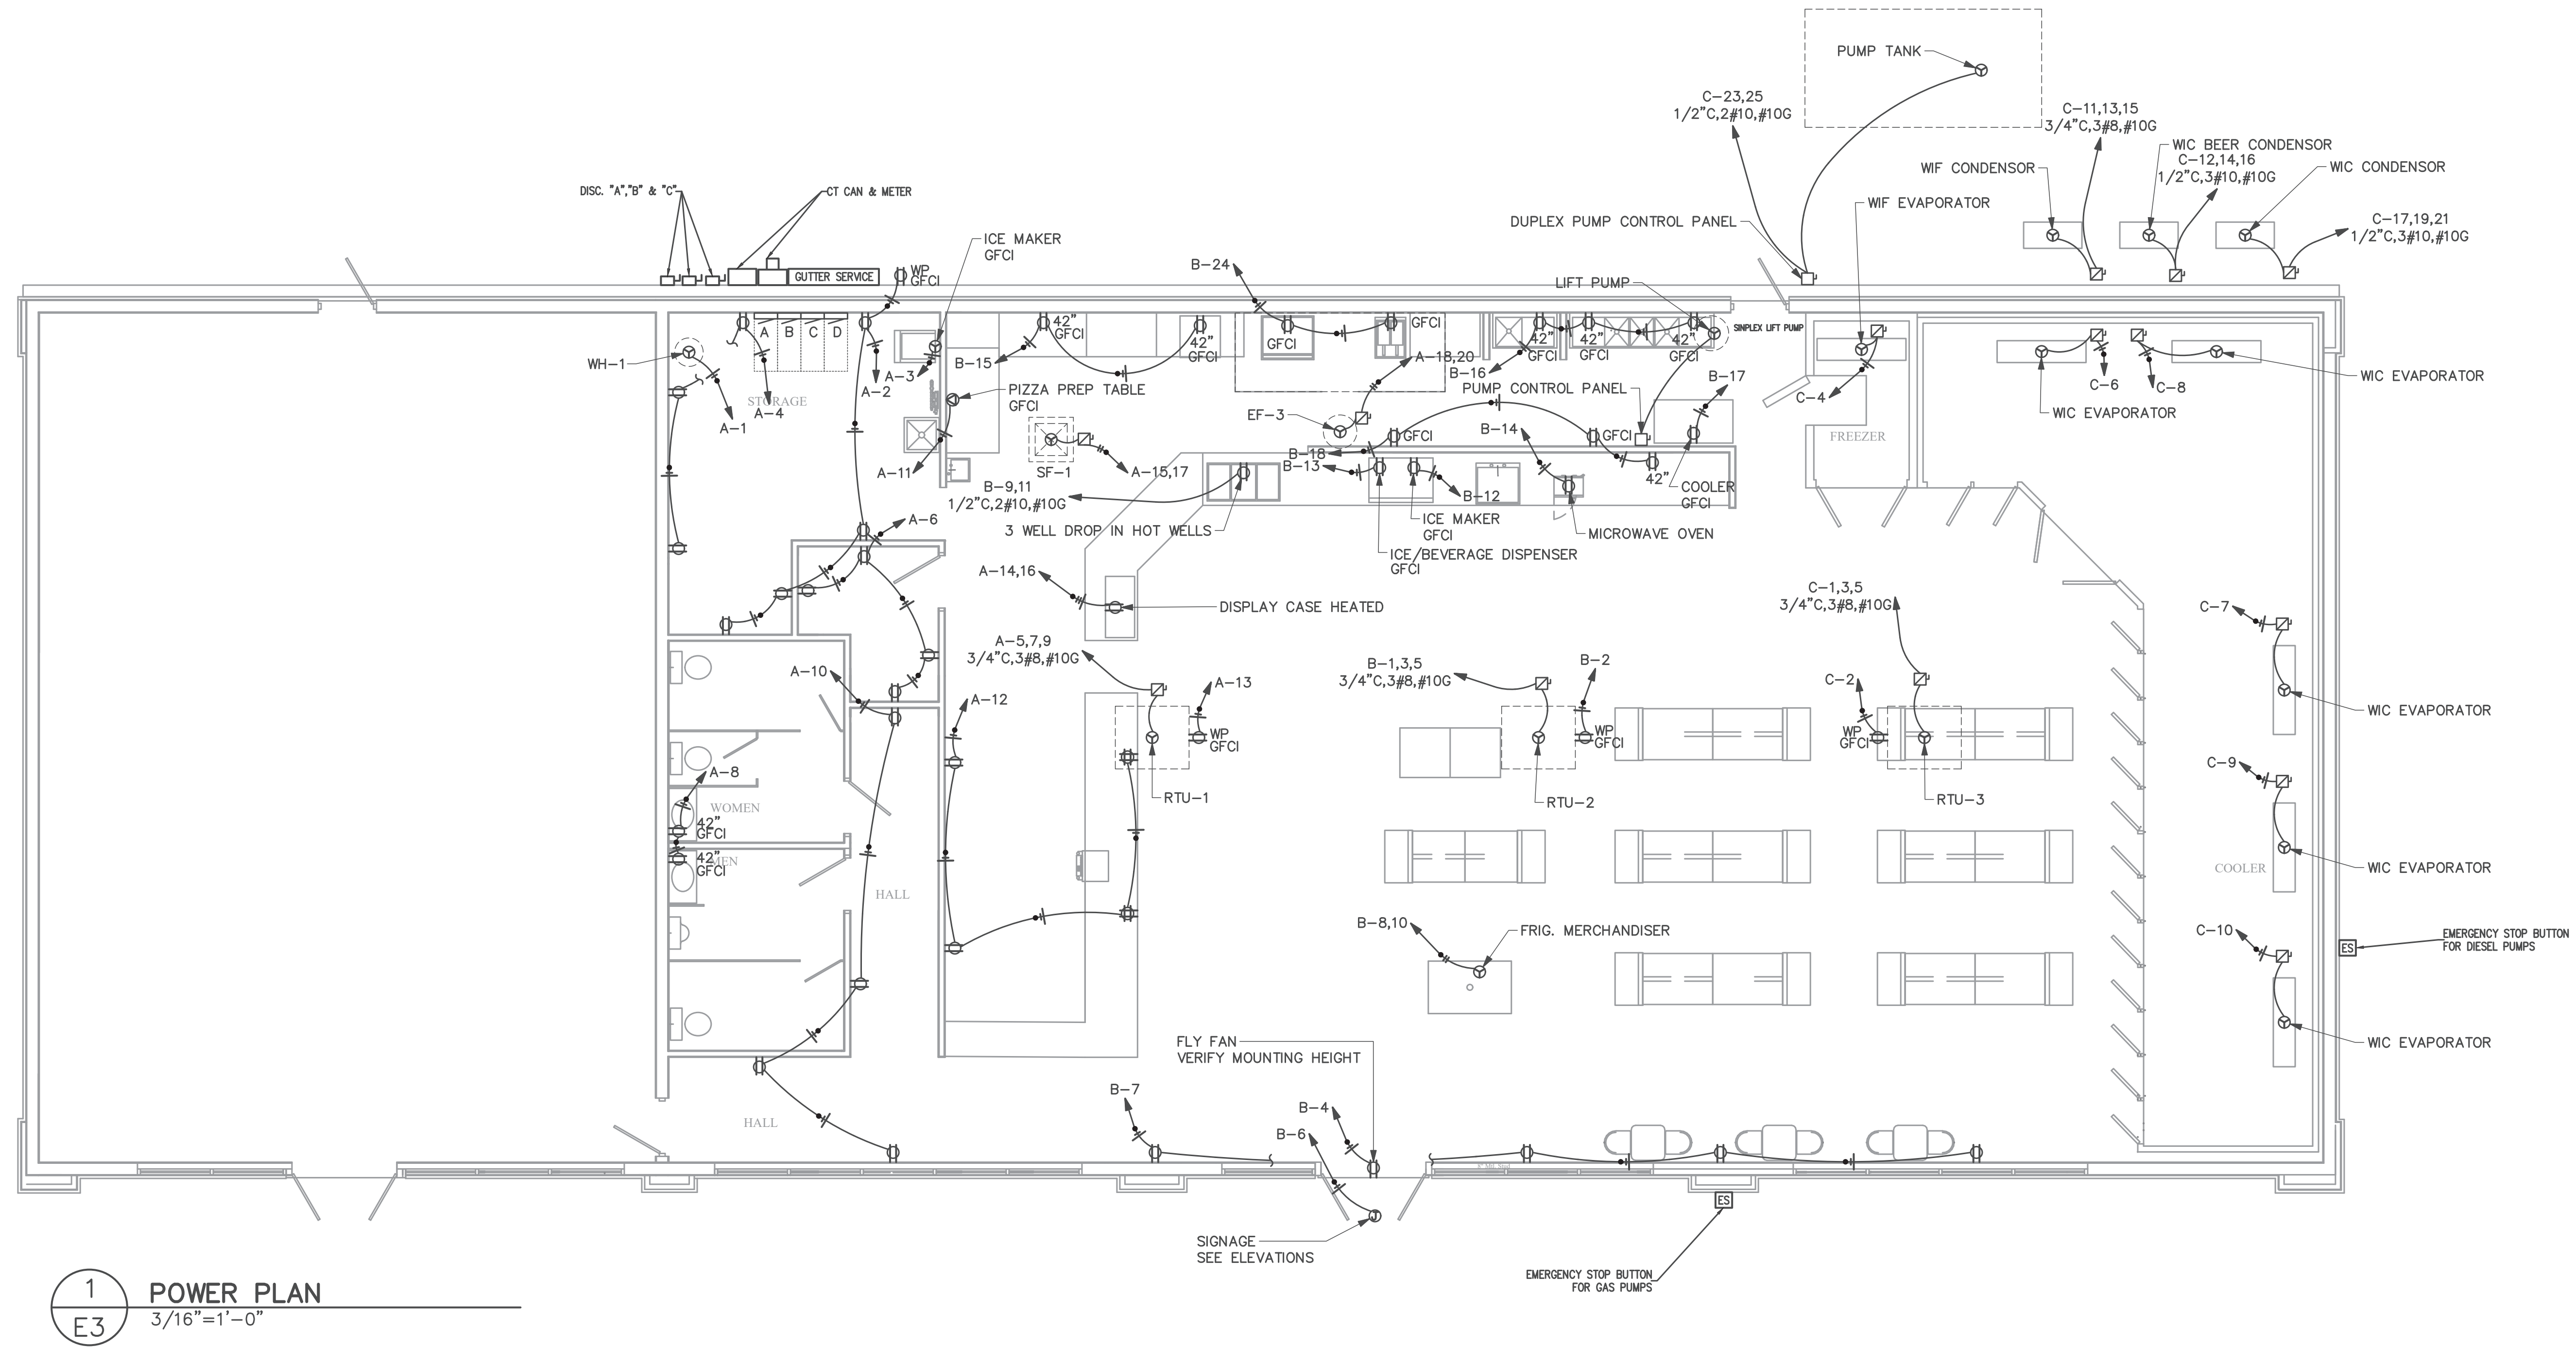 PUMP TANK
C-23,25
1/2"C,2#10,#10G
C-11,13,15
3/4"C,3#8,#10G
WIC BEER CONDENSOR
C-12,14,16
1/2"C,3#10,#10G
WIF CONDENSOR
WIC CONDENSOR
DISC. "A","B" & "C"
CT CAN & METER
WIF EVAPORATOR
DUPLEX PUMP CONTROL PANEL
C-17,19,21
1/2"C,3#10,#10G
ICE MAKER
GFCI
GUTTER SERVICE
WP
GFCI
B-24
LIFT PUMP
A
B
C
D
42"
GFCI
42"
GFCI
GFCI
GFCI
42"
GFCI
42"
GFCI
42"
GFCI
SINPLEX LIFT PUMP
WH-1
STORAGE
A-1
A-4
A-2
A-3
B-15
A-18,20
B-16
B-17
PIZZA PREP TABLE
GFCI
PUMP CONTROL PANEL
C-4
C-6
C-8
WIC EVAPORATOR
WIC EVAPORATOR
EF-3
GFCI
GFCI
B-14
FREEZER
A-11
SF-1
A-15,17
B-18
B-13
B-12
42"
COOLER
GFCI
B-9,11
1/2"C,2#10,#10G
3 WELL DROP IN HOT WELLS
ICE MAKER
GFCI
MICROWAVE OVEN
ICE/BEVERAGE DISPENSER
GFCI
A-6
A-14,16
DISPLAY CASE HEATED
C-1,3,5
3/4"C,3#8,#10G
C-7
A-5,7,9
3/4"C,3#8,#10G
B-1,3,5
3/4"C,3#8,#10G
B-2
A-10
A-13
A-12
C-2
WP
GFCI
WP
GFCI
WP
GFCI
WIC EVAPORATOR
RTU-1
RTU-2
RTU-3
A-8
WOMEN
42"
GFCI
42"
GFCI
MEN
HALL
C-9
COOLER
WIC EVAPORATOR
B-8,10
FRIG. MERCHANDISER
C-10
ES
EMERGENCY STOP BUTTON
FOR DIESEL PUMPS
WIC EVAPORATOR
FLY FAN
VERIFY MOUNTING HEIGHT
B-7
B-4
B-6
HALL
J
ES
SIGNAGE
SEE ELEVATIONS
EMERGENCY STOP BUTTON
FOR GAS PUMPS
1
E3
POWER PLAN
3/16"=1'-0"